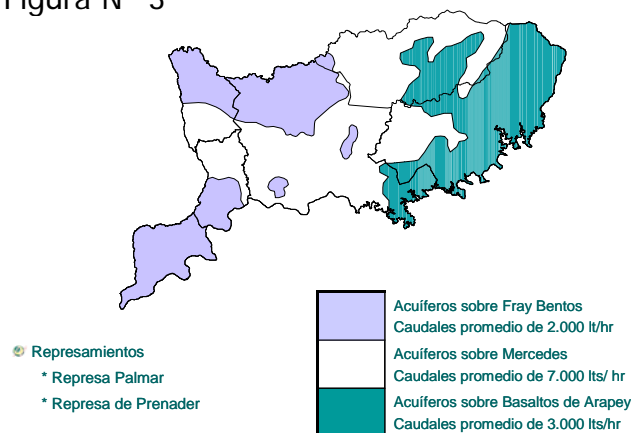 Figura N° 3
Acuíferos sobre Fray Bentos
Caudales promedio de 2.000 lt/hr
Acuíferos sobre Mercedes
Caudales promedio de 7.000 lts/ hr
Acuíferos sobre Basaltos de Arapey
Caudales promedio de 3.000 lts/hr
Represamientos
* Represa Palmar
* Represa de Prenader